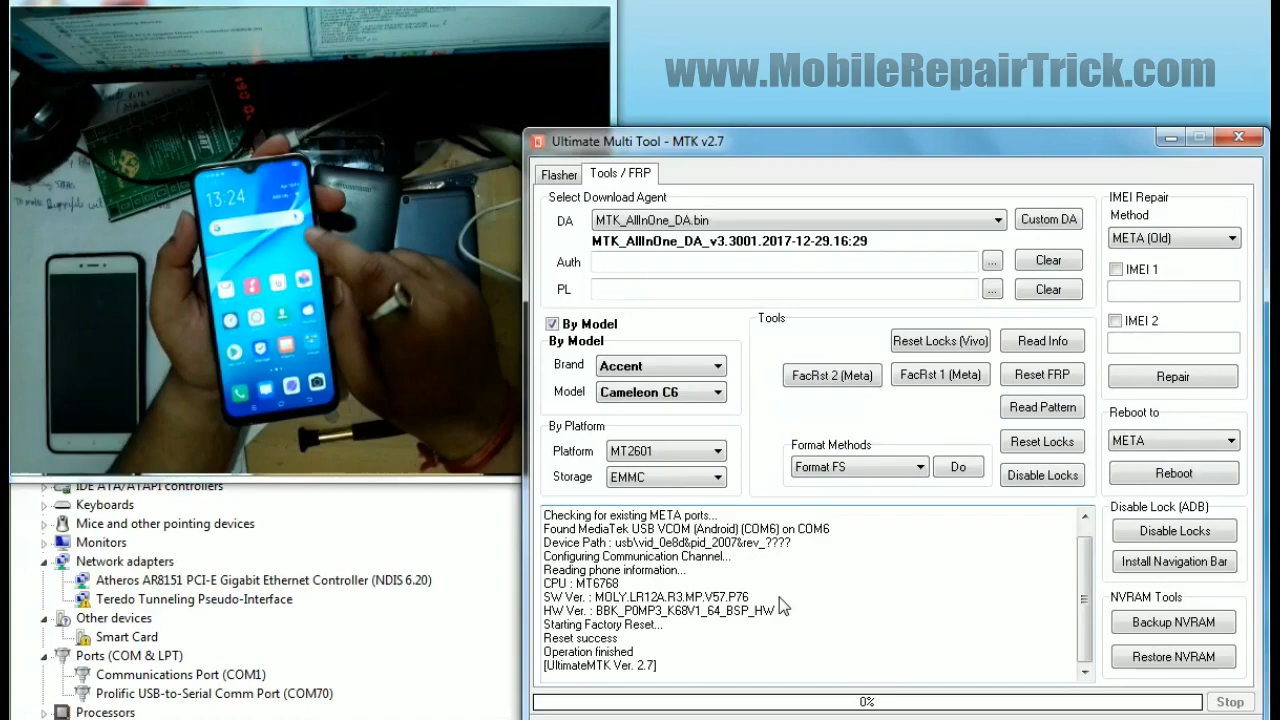 www.MobileRepairTrick.com
13:24
Ultimate Multi Tool - MTK v2.7
Flasher
Tools / FRP
Select Download Agent
DA
MTK_AllInOne_DA.bin
Custom DA
MTK_AllInOne_DA_v3.3001.2017-12-29.16:29
Auth
...
Clear
PL
...
Clear
By Model
By Model
Brand
Accent
Model
Cameleon C6
By Platform
Platform
MT2601
Storage
EMMC
Tools
Reset Locks (Vivo)
Read Info
FacRst 2 (Meta)
FacRst 1 (Meta)
Reset FRP
Read Pattern
Format Methods
Format FS
Do
Reset Locks
Disable Locks
IMEI Repair
Method
META (Old)
IMEI 1
IMEI 2
Repair
Reboot to
META
Reboot
Disable Lock (ADB)
Disable Locks
Install Navigation Bar
NVRAM Tools
Backup NVRAM
Restore NVRAM
Checking for existing META ports...
Found MediaTek USB VCOM (Android) (COM6) on COM6
Device Path : usb\vid_0e8d&pid_2007&rev_????
Configuring Communication Channel...
Reading phone information...
CPU : MT6768
SW Ver. : MOLY.LR12A.R3.MP.V57.P76
HW Ver. : BBK_P0MP3_K68V1_64_BSP_HW
Starting Factory Reset...
Reset success
Operation finished
[UltimateMTK Ver. 2.7]
0%
Stop
IDE ATA/ATAPI controllers
Keyboards
Mice and other pointing devices
Monitors
Network adapters
Atheros AR8151 PCI-E Gigabit Ethernet Controller (NDIS 6.20)
Teredo Tunneling Pseudo-Interface
Other devices
Smart Card
Ports (COM & LPT)
Communications Port (COM1)
Prolific USB-to-Serial Comm Port (COM70)
Processors